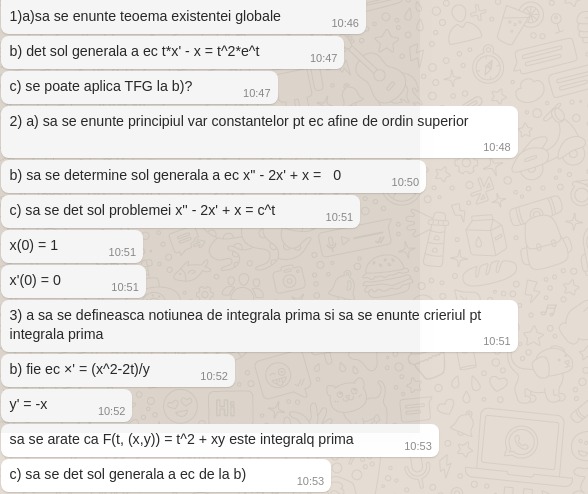 1)a)sa se enunte teoema existentei globale
10:46
b) det sol generala a ec t*x' - x = t^2*e^t
10:47
c) se poate aplica TFG la b)?
10:47
2) a) sa se enunte principiul var constantelor pt ec afine de ordin superior
10:48
b) sa se determine sol generala a ec x'' - 2x' + x = 0
10:50
c) sa se det sol problemei x'' - 2x' + x = c^t
10:51
x(0) = 1
10:51
x'(0) = 0
10:51
3) a sa se defineasca notiunea de integrala prima si sa se enunte crieriul pt
integrala prima
10:51
b) fie ec ×' = (x^2-2t)/y
10:52
y' = -x
10:52
sa se arate ca F(t, (x,y)) = t^2 + xy este integralq prima
10:53
c) sa se det sol generala a ec de la b)
10:53